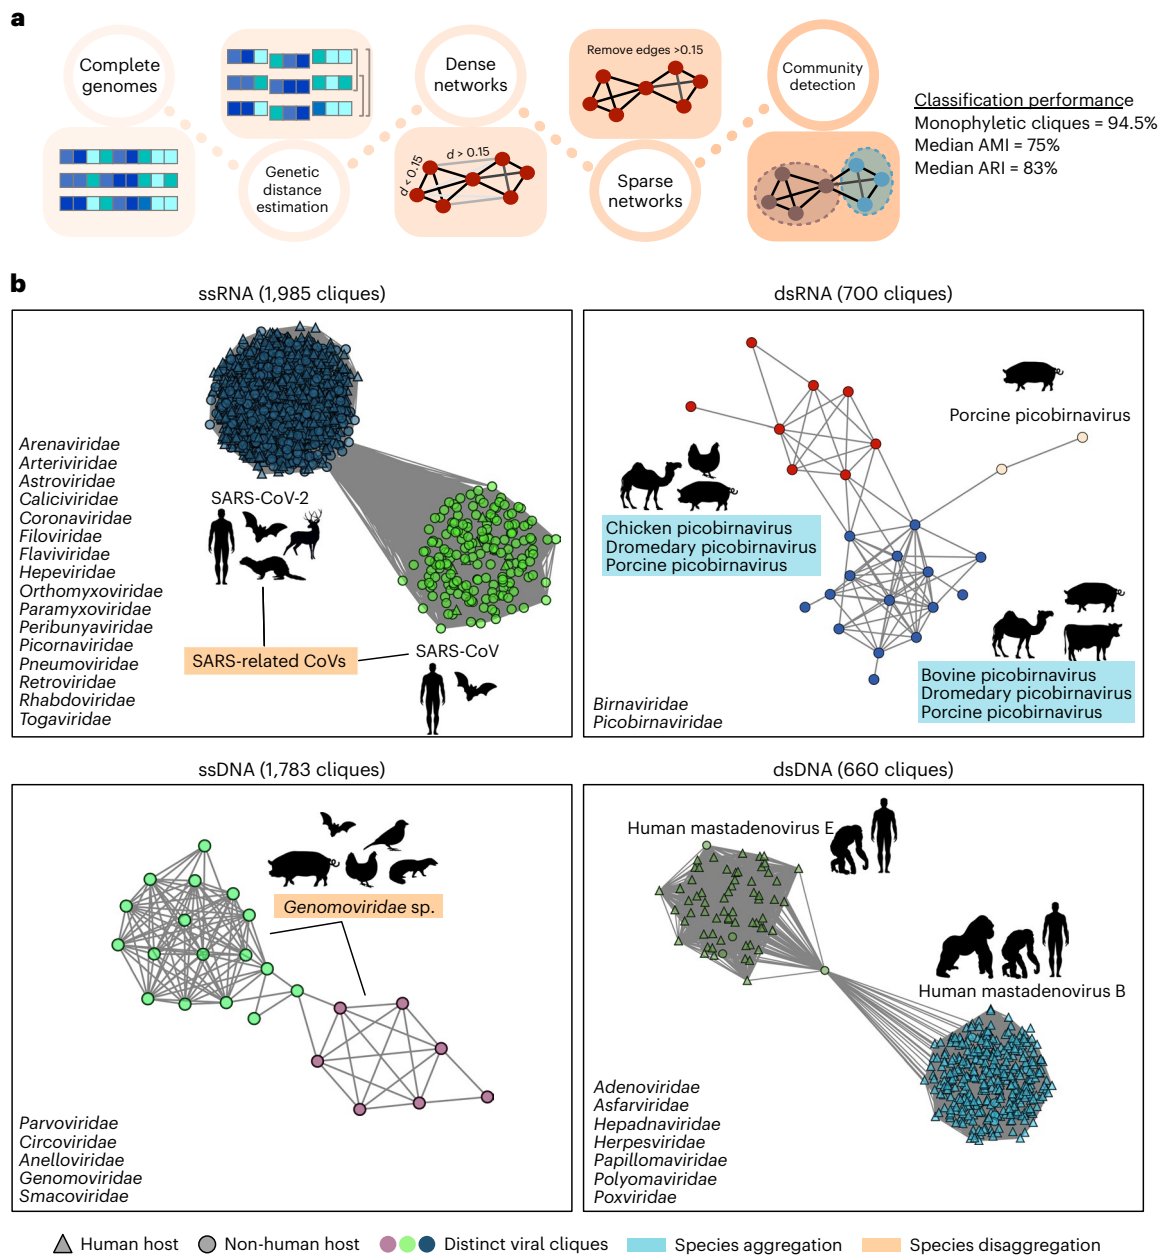 a
Complete
genomes
Genetic
distance
estimation
Dense
networks
d < 0.15
d > 0.15
Remove edges >0.15
Sparse
networks
Community
detection
Classification performance
Monophyletic cliques = 94.5%
Median AMI = 75%
Median ARI = 83%
b
ssRNA (1,985 cliques)
Arenaviridae
Arteriviridae
Astroviridae
Caliciviridae
Coronaviridae
Filoviridae
Flaviviridae
Hepeviridae
Orthomyxoviridae
Paramyxoviridae
Peribunyaviridae
Picornaviridae
Pneumoviridae
Retroviridae
Rhabdoviridae
Togaviridae
SARS-CoV-2
SARS-related CoVs
SARS-CoV
dsRNA (700 cliques)
Porcine picobirnavirus
Chicken picobirnavirus
Dromedary picobirnavirus
Porcine picobirnavirus
Bovine picobirnavirus
Dromedary picobirnavirus
Porcine picobirnavirus
Birnaviridae
Picobirnaviridae
ssDNA (1,783 cliques)
Genomoviridae sp.
Parvoviridae
Circoviridae
Anelloviridae
Genomoviridae
Smacoviridae
dsDNA (660 cliques)
Human mastadenovirus E
Human mastadenovirus B
Adenoviridae
Asfarviridae
Hepadnaviridae
Herpesviridae
Papillomaviridae
Polyomaviridae
Poxviridae
Human host
Non-human host
Distinct viral cliques
Species aggregation
Species disaggregation